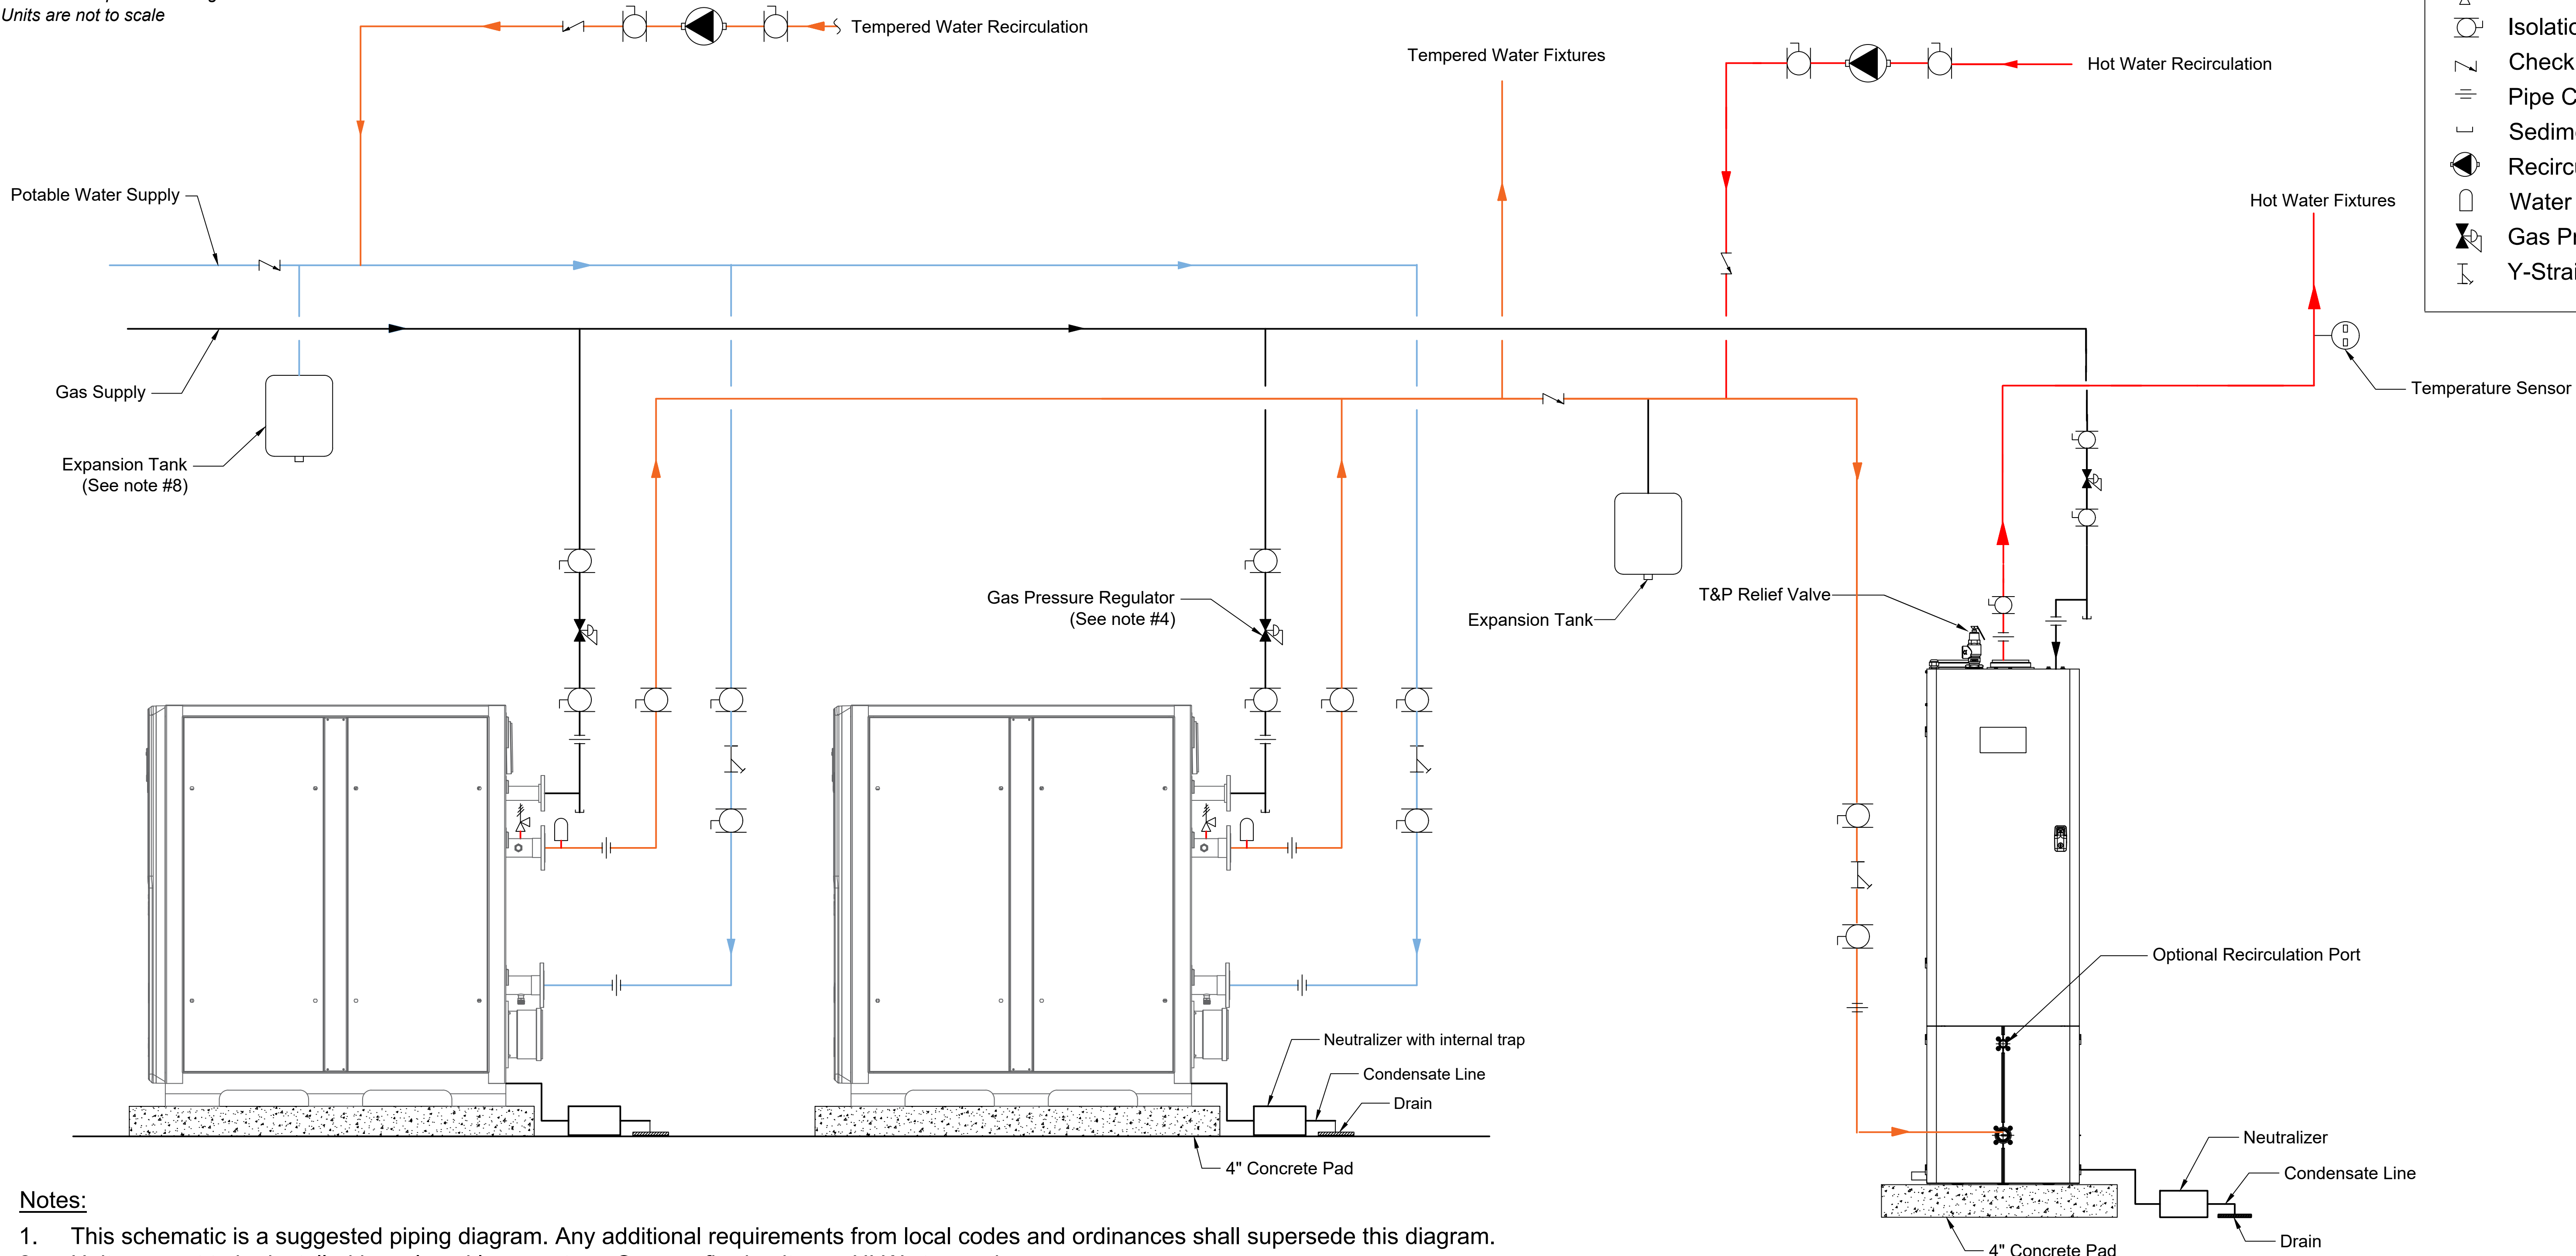 Units are not to scale
Tempered Water Recirculation
Tempered Water Fixtures
Hot Water Recirculation
Check
Pipe
Water
Gas
Potable Water Supply
Hot Water Fixtures
Gas Supply
Temperature Sensor
Expansion Tank
(See note #8)
Gas Pressure Regulator
(See note #4)
Expansion Tank
T&P Relief Valve
Optional Recirculation Port
Neutralizer with internal trap
Condensate Line
Drain
4" Concrete Pad
Neutralizer
Condensate Line
Drain
4" Concrete Pad
Notes:
1. This schematic is a suggested piping diagram. Any additional requirements from local codes and ordinances shall supersede this diagram.